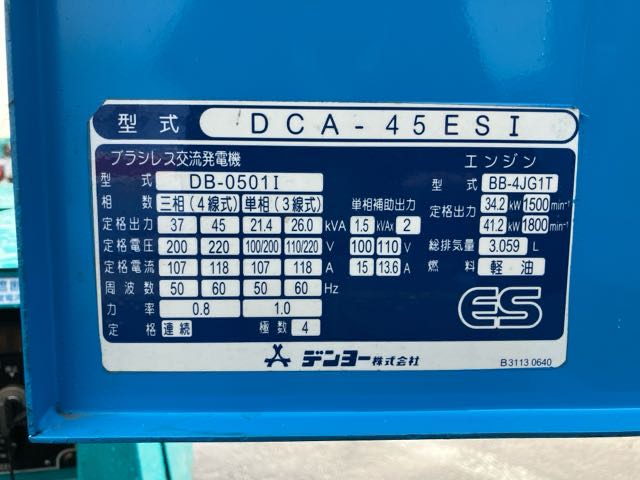 型式 DCA-45ESI
ブラシレス交流発電機 エンジン
型式 DB-0501I 型式 BB-4JG1T
相数 三相(4線式) 単相(3線式) 単相補助出力 定格出力 34.2 kW 1500 min⁻¹
定格出力 37 45 21.4 26.0 kVA 1.5 kVAx 2 41.2 kW 1800 min⁻¹
定格電圧 200 220 100/200 110/220 V 100 110 V 総排気量 3.059 L
定格電流 107 118 107 118 A 15 13.6 A 燃料 軽油
周波数 50 60 50 60 Hz
力率 0.8 1.0
定格 連続 極数 4
ES
デンヨー株式会社 B3113 0640